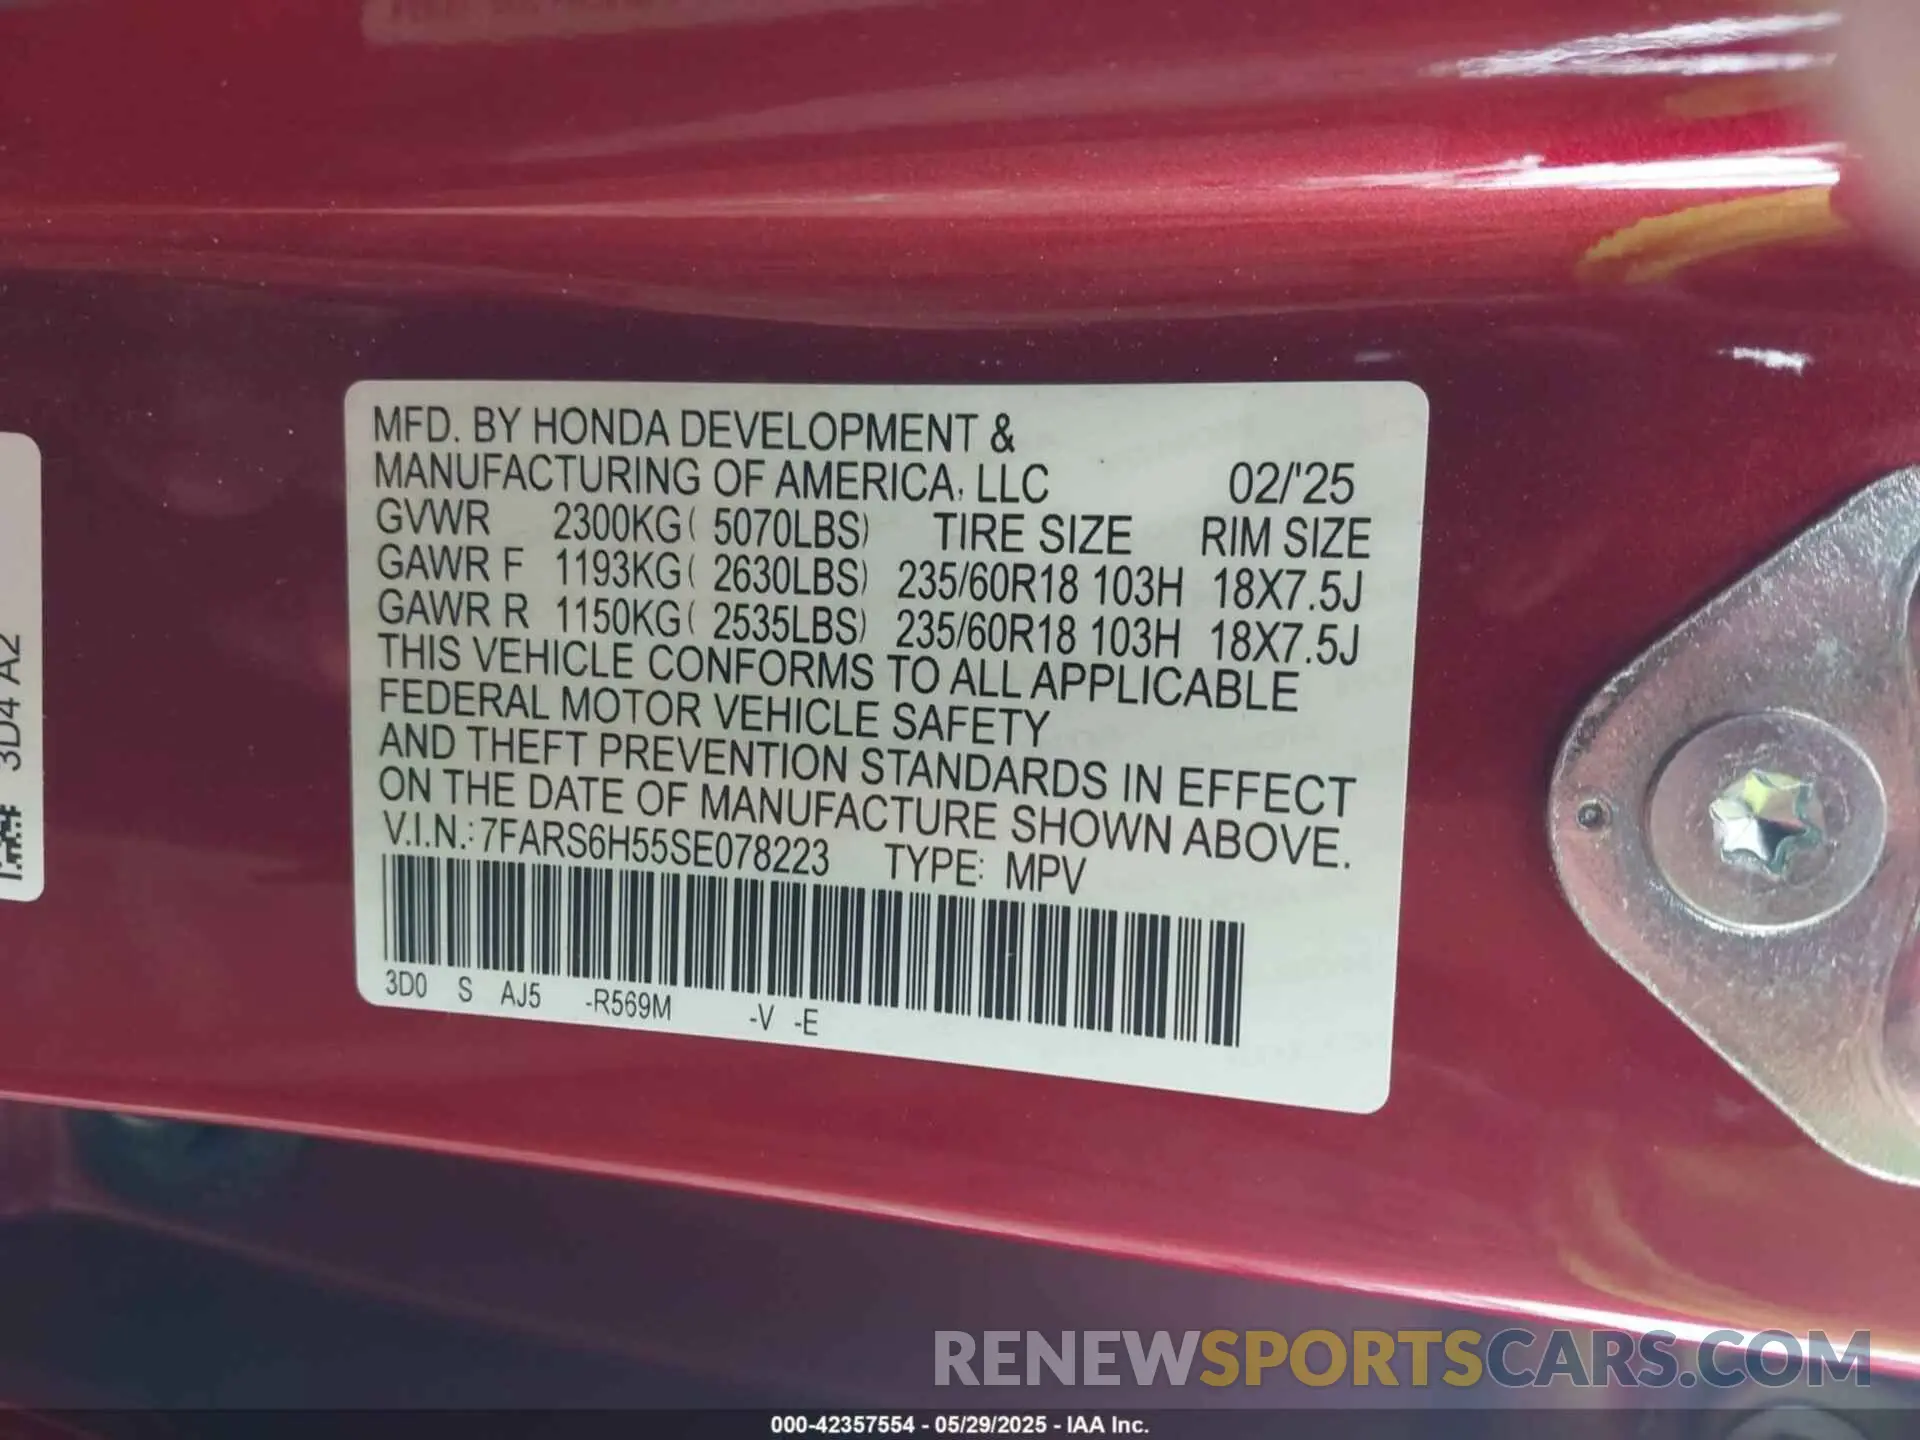 MFD. BY HONDA DEVELOPMENT &
MANUFACTURING OF AMERICA, LLC 02/'25
GVWR 2300KG( 5070LBS) TIRE SIZE RIM SIZE
GAWR F 1193KG( 2630LBS) 235/60R18 103H 18X7.5J
GAWR R 1150KG( 2535LBS) 235/60R18 103H 18X7.5J
THIS VEHICLE CONFORMS TO ALL APPLICABLE
FEDERAL MOTOR VEHICLE SAFETY
AND THEFT PREVENTION STANDARDS IN EFFECT
ON THE DATE OF MANUFACTURE SHOWN ABOVE.
V.I.N.: 7FARS6H55SE078223 TYPE: MPV
3D0 S AJ5 -R569M -V -E
3D4 A2
RENEWSPORTSCARS.COM
000-42357554 - 05/29/2025 - IAA Inc.